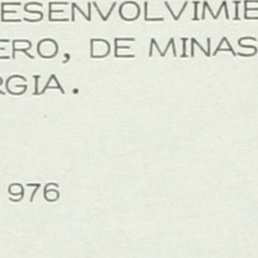 ESENVOLVIMIE
ERO, DE MINAS
RGIA.
976